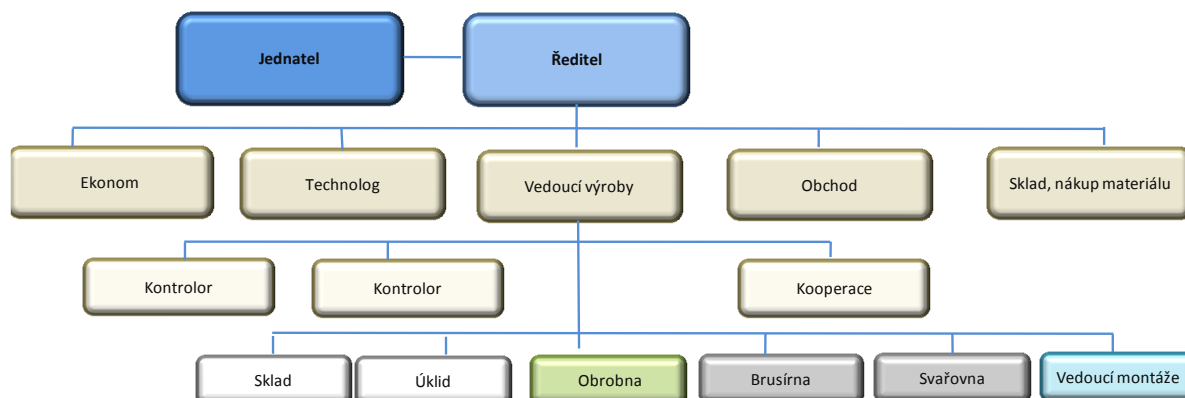 Jednatel
Ředitel
Ekonom
Technolog
Vedoucí výroby
Obchod
Sklad, nákup materiálu
Kontrolor
Kontrolor
Kooperace
Sklad
Úklid
Obrobna
Brusírna
Svařovna
Vedoucí montáže